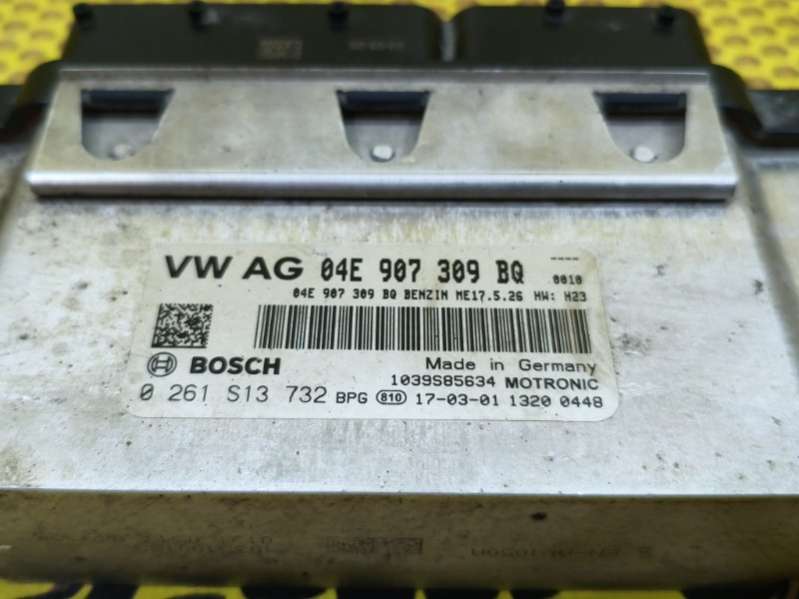 VW AG 04E 907 309 BQ ----
0010
04E 907 309 BQ BENZIN ME17.5.26 HW: H23
BOSCH
Made in Germany
1039S85634 MOTRONIC
0 261 S13 732 BPG 810 17-03-01 1320 0448